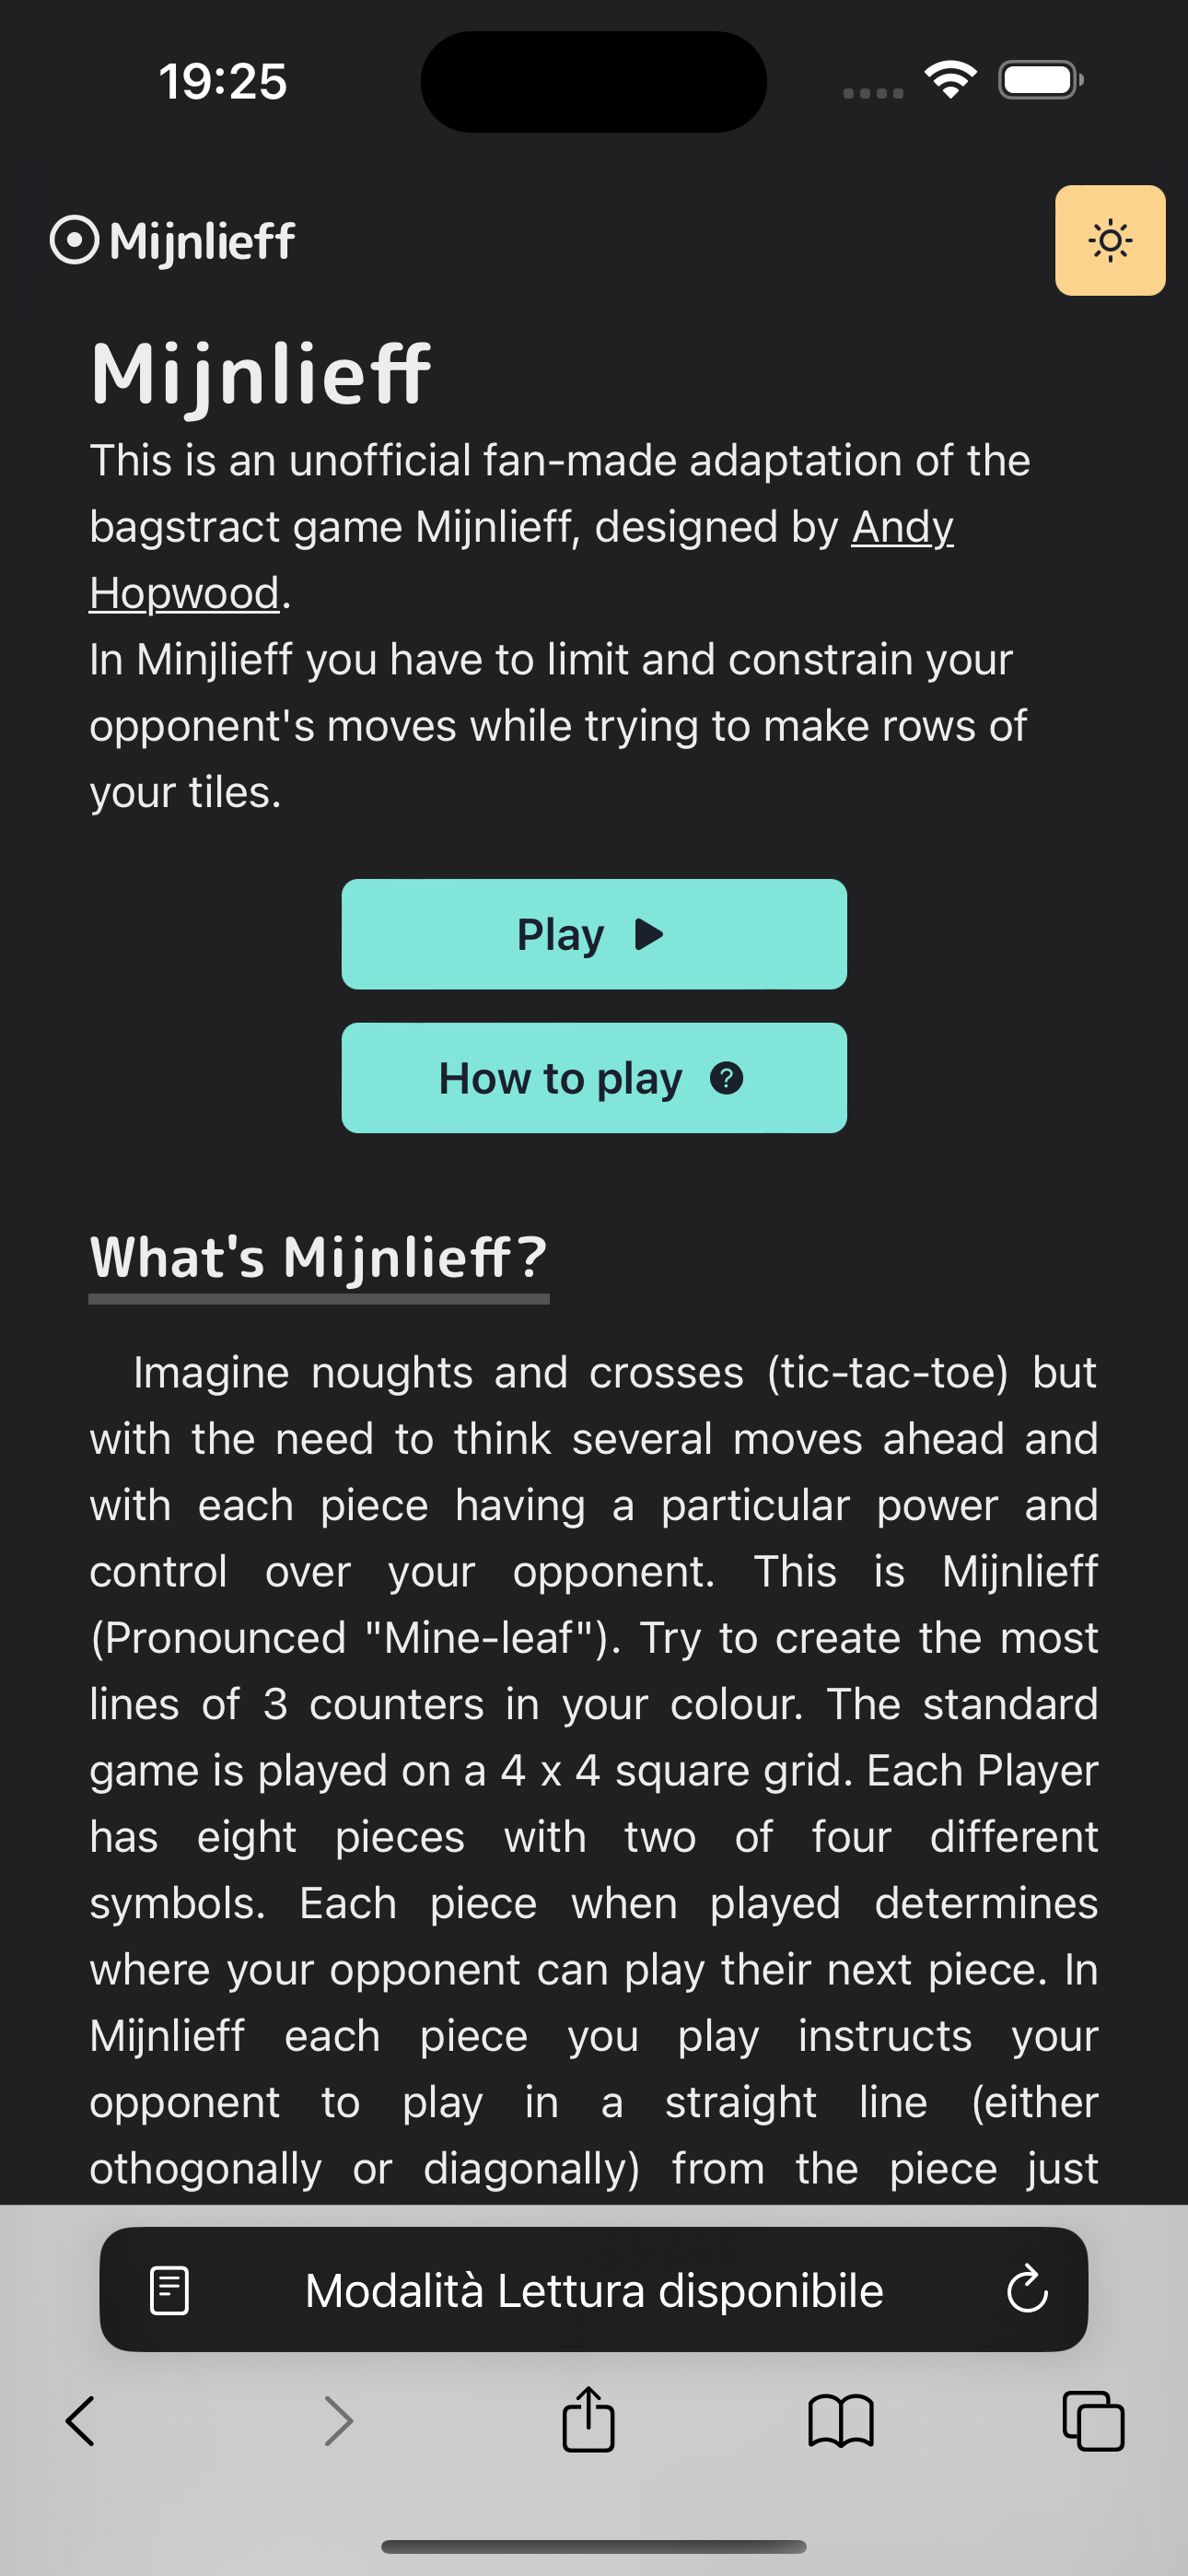 19:25
Mijnlieff
Mijnlieff
This is an unofficial fan-made adaptation of the
bagstract game Mijnlieff, designed by Andy
Hopwood.
In Minjlieff you have to limit and constrain your
opponent's moves while trying to make rows of
your tiles.
Play
How to play
What's Mijnlieff?
Imagine noughts and crosses (tic-tac-toe) but
with the need to think several moves ahead and
with each piece having a particular power and
control over your opponent. This is Mijnlieff
(Pronounced "Mine-leaf"). Try to create the most
lines of 3 counters in your colour. The standard
game is played on a 4 x 4 square grid. Each Player
has eight pieces with two of four different
symbols. Each piece when played determines
where your opponent can play their next piece. In
Mijnlieff each piece you play instructs your
opponent to play in a straight line (either
othogonally or diagonally) from the piece just
Modalità Lettura disponibile